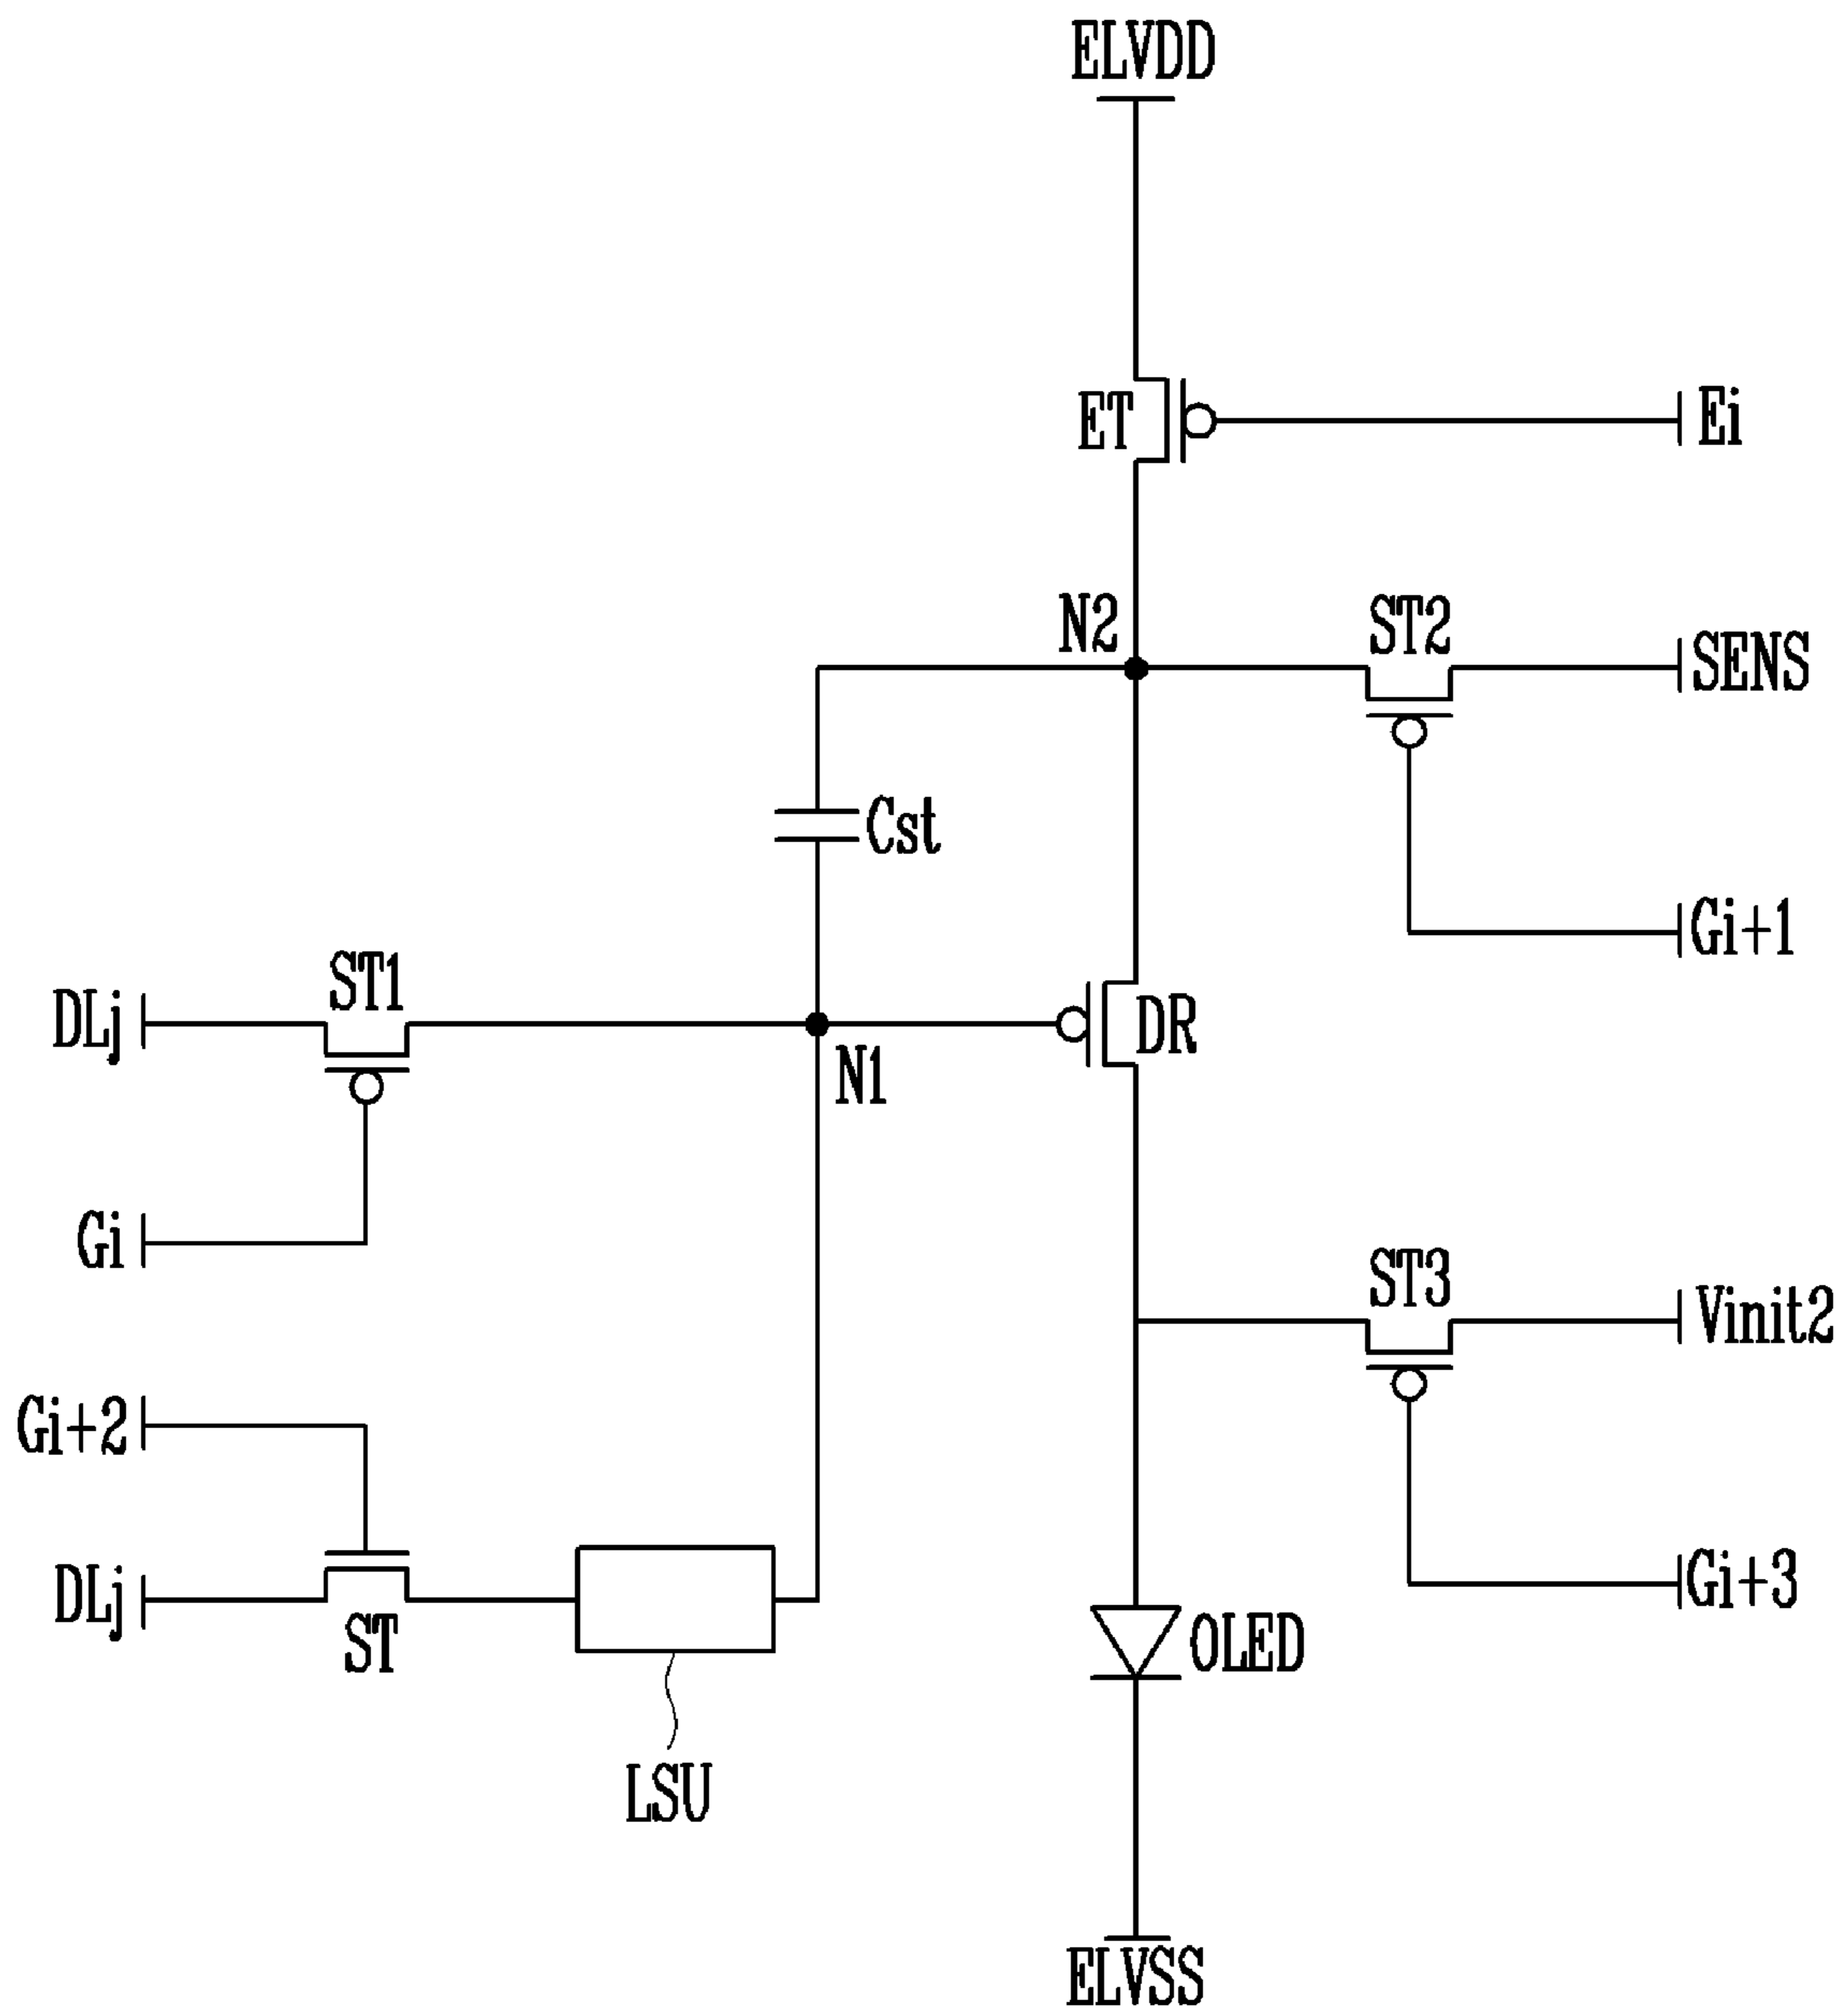 ELVDD
ET
Ei
N2
ST2
SENS
Cst
Gi+1
ST1
DLj
DR
N1
Gi
ST3
Vinit2
Gi+2
DLj
ST
Gi+3
OLED
LSU
ELVSS